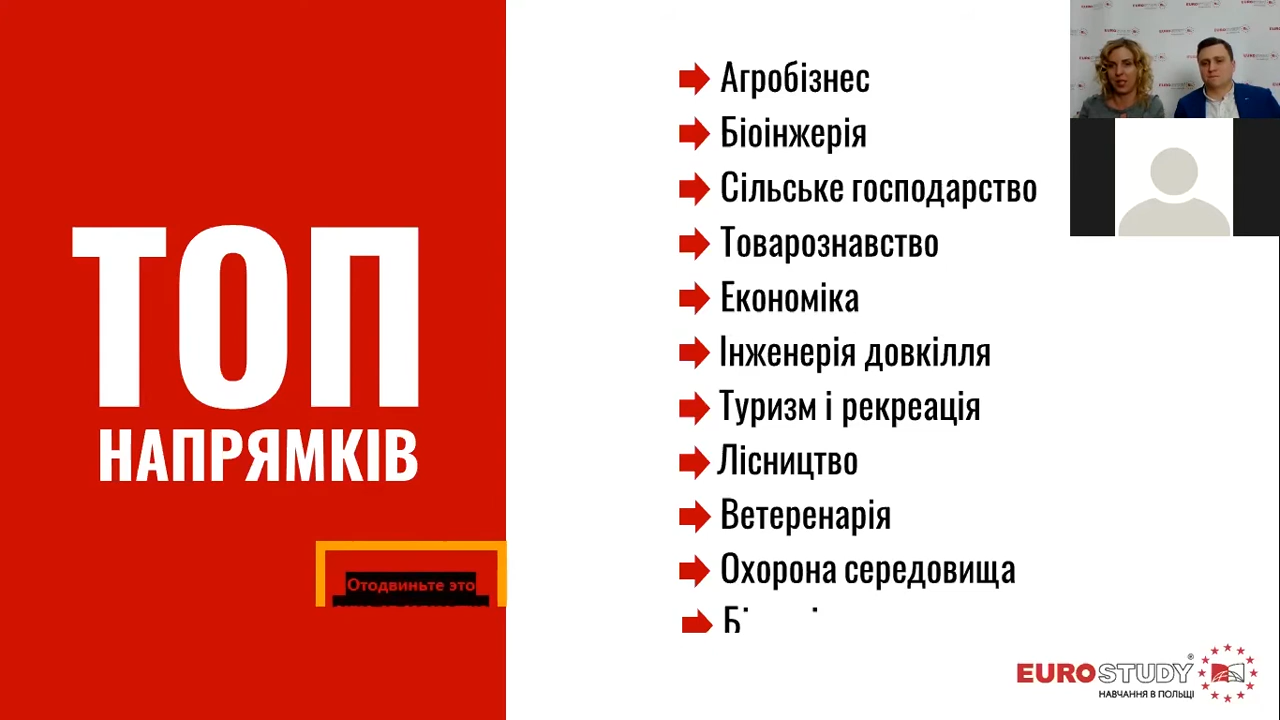 ТОП
НАПРЯМКІВ
Отодвиньте это
Агробізнес
Біоінжерія
Сільське господарство
Товарознавство
Економіка
Інженерія довкілля
Туризм і рекреація
Лісництво
Ветеренарія
Охорона середовища
EUROSTUDY®
НАВЧАННЯ В ПОЛЬЩІ